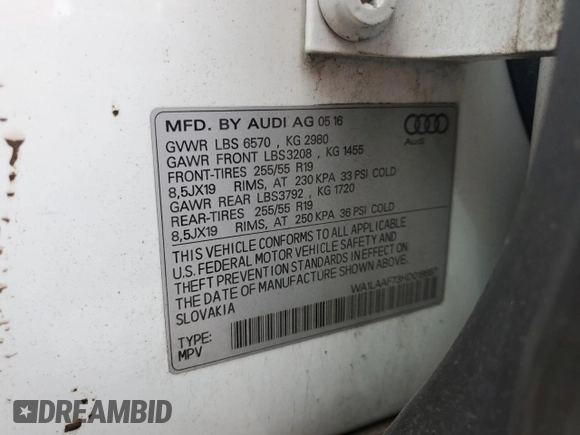 MFD. BY AUDI AG 05 16
GVWR LBS 6570 , KG 2980
GAWR FRONT LBS3208 , KG 1455
FRONT-TIRES 255/55 R19
8,5JX19 RIMS, AT 230 KPA 33 PSI COLD
GAWR REAR LBS3792 , KG 1720
REAR-TIRES 255/55 R19
8,5JX19 RIMS, AT 250 KPA 36 PSI COLD
THIS VEHICLE CONFORMS TO ALL APPLICABLE
U.S. FEDERAL MOTOR VEHICLE SAFETY AND
THEFT PREVENTION STANDARDS IN EFFECT ON
THE DATE OF MANUFACTURE SHOWN ABOVE
SLOVAKIA
TYPE:
MPV
Audi
DREAMBID